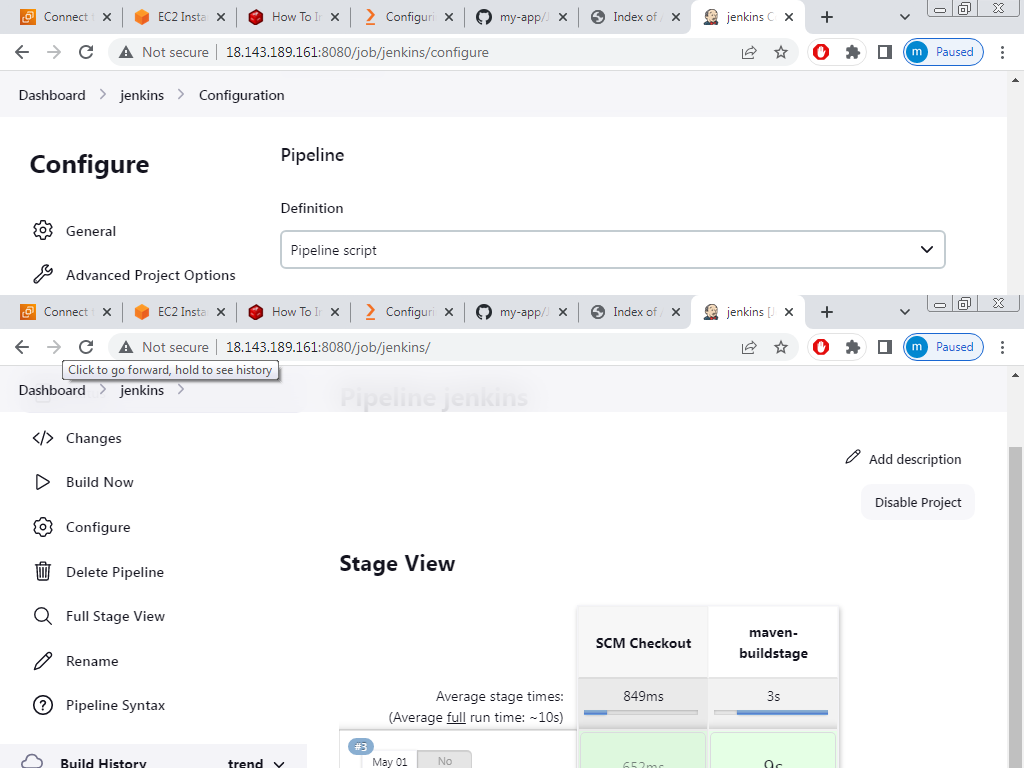 Connect EC2 Insta How To I Configuri my-app/J Index of / jenkins C
Not secure 18.143.189.161:8080/job/jenkins/configure m Paused
Dashboard jenkins Configuration
Configure
General
Advanced Project Options
Pipeline
Definition
Pipeline script
Connect EC2 Insta How To I Configuri my-app/J Index of / jenkins [J
Not secure 18.143.189.161:8080/job/jenkins/ m Paused
Click to go forward, hold to see history
Dashboard jenkins
Pipeline jenkins
Changes
Build Now
Configure
Delete Pipeline
Full Stage View
Rename
Pipeline Syntax
Build History trend
Add description
Disable Project
Stage View
SCM Checkout
maven-
buildstage
Average stage times:
(Average full run time: ~10s)
849ms 3s
#3
May 01 No
652ms 9s